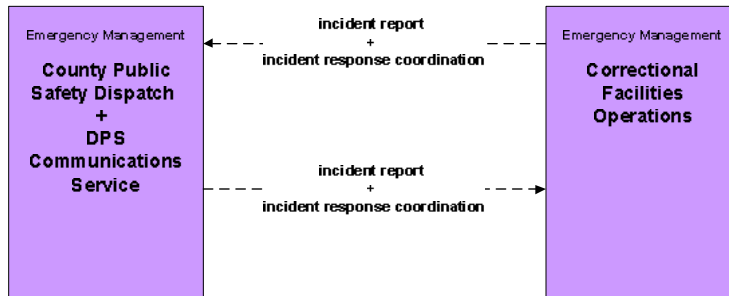 Emergency Management
County Public
Safety Dispatch
+
DPS
Communications
Service
incident report
+
incident response coordination
incident report
+
incident response coordination
Emergency Management
Correctional
Facilities
Operations